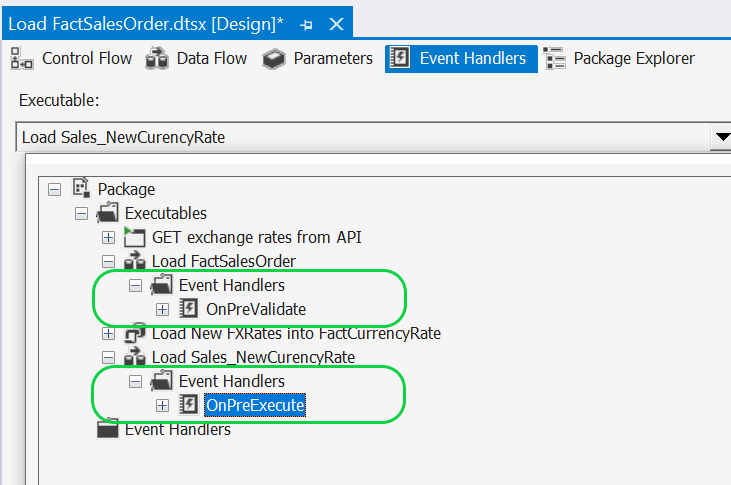 Load FactSalesOrder.dtsx [Design]*
Control Flow Data Flow Parameters Event Handlers Package Explorer
Executable:
Load Sales_NewCurencyRate
Package
Executables
GET exchange rates from API
Load FactSalesOrder
Event Handlers
OnPreValidate
Load New FXRates into FactCurrencyRate
Load Sales_NewCurencyRate
Event Handlers
OnPreExecute
Event Handlers